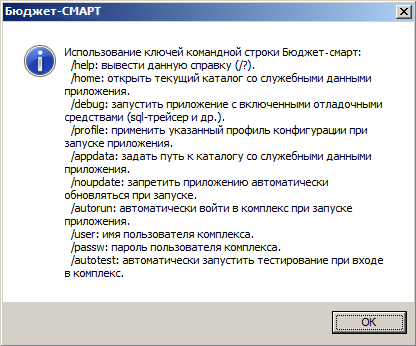 Бюджет-СМАРТ
Использование ключей командной строки Бюджет-смарт:
/help: вывести данную справку (/?).
/home: открыть текущий каталог со служебными данными
приложения.
/debug: запустить приложение с включенными отладочными
средствами (sql-трейсер и др.).
/profile: применить указанный профиль конфигурации при
запуске приложения.
/appdata: задать путь к каталогу со служебными данными
приложения.
/noupdate: запретить приложению автоматически
обновляться при запуске.
/autorun: автоматически войти в комплекс при запуске
приложения.
/user: имя пользователя комплекса.
/passw: пароль пользователя комплекса.
/autotest: автоматически запустить тестирование при входе
в комплекс.
OK